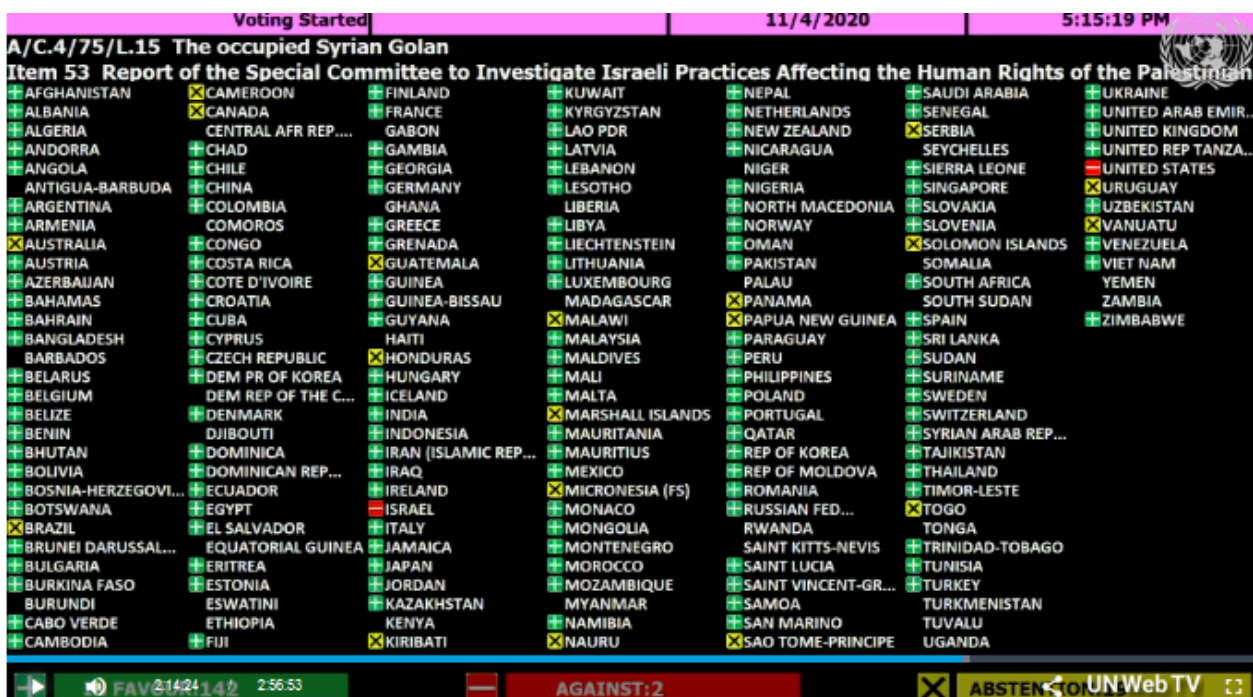 Voting Started
11/4/2020
5:15:19 PM
A/C.4/75/L.15 The occupied Syrian Golan
Item 53 Report of the Special Committee to Investigate Israeli Practices Affecting the Human Rights of the Palestinian
AFGHANISTAN
ALBANIA
ALGERIA
ANDORRA
ANGOLA
ANTIGUA-BARBUDA
ARGENTINA
ARMENIA
AUSTRALIA
AUSTRIA
AZERBAIJAN
BAHAMAS
BAHRAIN
BANGLADESH
BARBADOS
BELARUS
BELGIUM
BELIZE
BENIN
BHUTAN
BOLIVIA
BOSNIA-HERZEGOVI...
BOTSWANA
BRAZIL
BRUNEI DARUSSAL...
BULGARIA
BURKINA FASO
BURUNDI
CABO VERDE
CAMBODIA
CAMEROON
CANADA
CENTRAL AFR REP....
CHAD
CHILE
CHINA
COLOMBIA
COMOROS
CONGO
COSTA RICA
COTE D'IVOIRE
CROATIA
CUBA
CYPRUS
CZECH REPUBLIC
DEM PR OF KOREA
DEM REP OF THE C...
DENMARK
DJIBOUTI
DOMINICA
DOMINICAN REP...
ECUADOR
EGYPT
EL SALVADOR
EQUATORIAL GUINEA
ERITREA
ESTONIA
ESWATINI
ETHIOPIA
FIJI
FINLAND
FRANCE
GABON
GAMBIA
GEORGIA
GERMANY
GHANA
GREECE
GRENADA
GUATEMALA
GUINEA
GUINEA-BISSAU
GUYANA
HAITI
HONDURAS
HUNGARY
ICELAND
INDIA
INDONESIA
IRAN (ISLAMIC REP...
IRAQ
IRELAND
ISRAEL
ITALY
JAMAICA
JAPAN
JORDAN
KAZAKHSTAN
KENYA
KIRIBATI
KUWAIT
KYRGYZSTAN
LAO PDR
LATVIA
LEBANON
LESOTHO
LIBERIA
LIBYA
LIECHTENSTEIN
LITHUANIA
LUXEMBOURG
MADAGASCAR
MALAWI
MALAYSIA
MALDIVES
MALI
MALTA
MARSHALL ISLANDS
MAURITANIA
MAURITIUS
MEXICO
MICRONESIA (FS)
MONACO
MONGOLIA
MONTENEGRO
MOROCCO
MOZAMBIQUE
MYANMAR
NAMIBIA
NAURU
NEPAL
NETHERLANDS
NEW ZEALAND
NICARAGUA
NIGER
NIGERIA
NORTH MACEDONIA
NORWAY
OMAN
PAKISTAN
PALAU
PANAMA
PAPUA NEW GUINEA
PARAGUAY
PERU
PHILIPPINES
POLAND
PORTUGAL
QATAR
REP OF KOREA
REP OF MOLDOVA
ROMANIA
RUSSIAN FED...
RWANDA
SAINT KITTS-NEVIS
SAINT LUCIA
SAINT VINCENT-GR...
SAMOA
SAN MARINO
SAO TOME-PRINCIPE
SAUDI ARABIA
SENEGAL
SERBIA
SEYCHELLES
SIERRA LEONE
SINGAPORE
SLOVAKIA
SLOVENIA
SOLOMON ISLANDS
SOMALIA
SOUTH AFRICA
SOUTH SUDAN
SPAIN
SRI LANKA
SUDAN
SURINAME
SWEDEN
SWITZERLAND
SYRIAN ARAB REP...
TAJIKISTAN
THAILAND
TIMOR-LESTE
TOGO
TONGA
TRINIDAD-TOBAGO
TUNISIA
TURKEY
TURKMENISTAN
TUVALU
UGANDA
UKRAINE
UNITED ARAB EMIR...
UNITED KINGDOM
UNITED REP TANZA...
UNITED STATES
URUGUAY
UZBEKISTAN
VANUATU
VENEZUELA
VIET NAM
YEMEN
ZAMBIA
ZIMBABWE
FAVOUR:142
2:14:24 / 2:56:53
AGAINST:2
UN Web TV